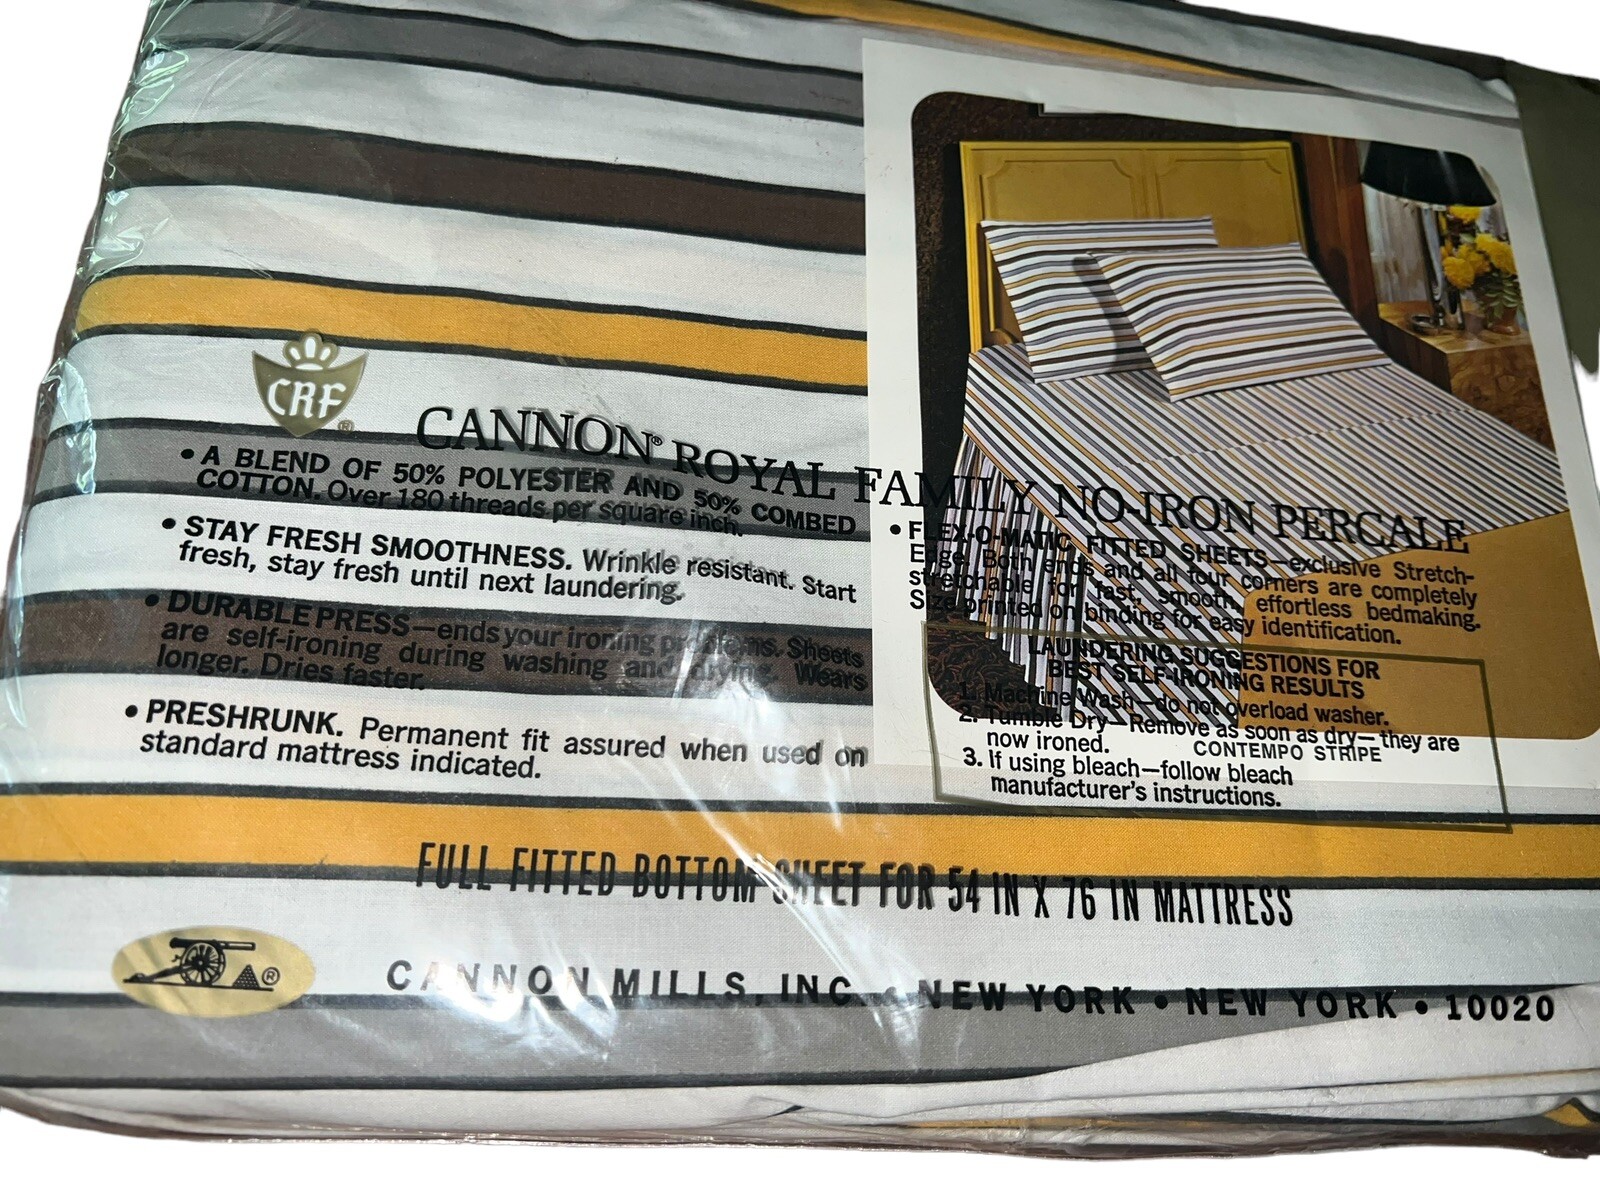 CRF®
CANNON® ROYAL FAMILY NO-IRON PERCALE
• A BLEND OF 50% POLYESTER AND 50% COMBED
COTTON. Over 180 threads per square inch.
• STAY FRESH SMOOTHNESS. Wrinkle resistant. Start
fresh, stay fresh until next laundering.
• DURABLE PRESS—ends your ironing problems. Sheets
are self-ironing during washing and drying. Wears
longer. Dries faster.
• PRESHRUNK. Permanent fit assured when used on
standard mattress indicated.
• FLEX-O-MATIC FITTED SHEETS—exclusive Stretch-
Edge. Both ends and all four corners are completely
stretchable for fast, smooth, effortless bedmaking.
Size printed on binding for easy identification.
LAUNDERING SUGGESTIONS FOR
BEST SELF-IRONING RESULTS
1. Machine Wash—do not overload washer.
2. Tumble Dry—Remove as soon as dry—they are
now ironed.
CONTEMPO STRIPE
3. If using bleach—follow bleach
manufacturer's instructions.
FULL FITTED BOTTOM SHEET FOR 54 IN X 76 IN MATTRESS
®
CANNON MILLS, INC. • NEW YORK • NEW YORK • 10020